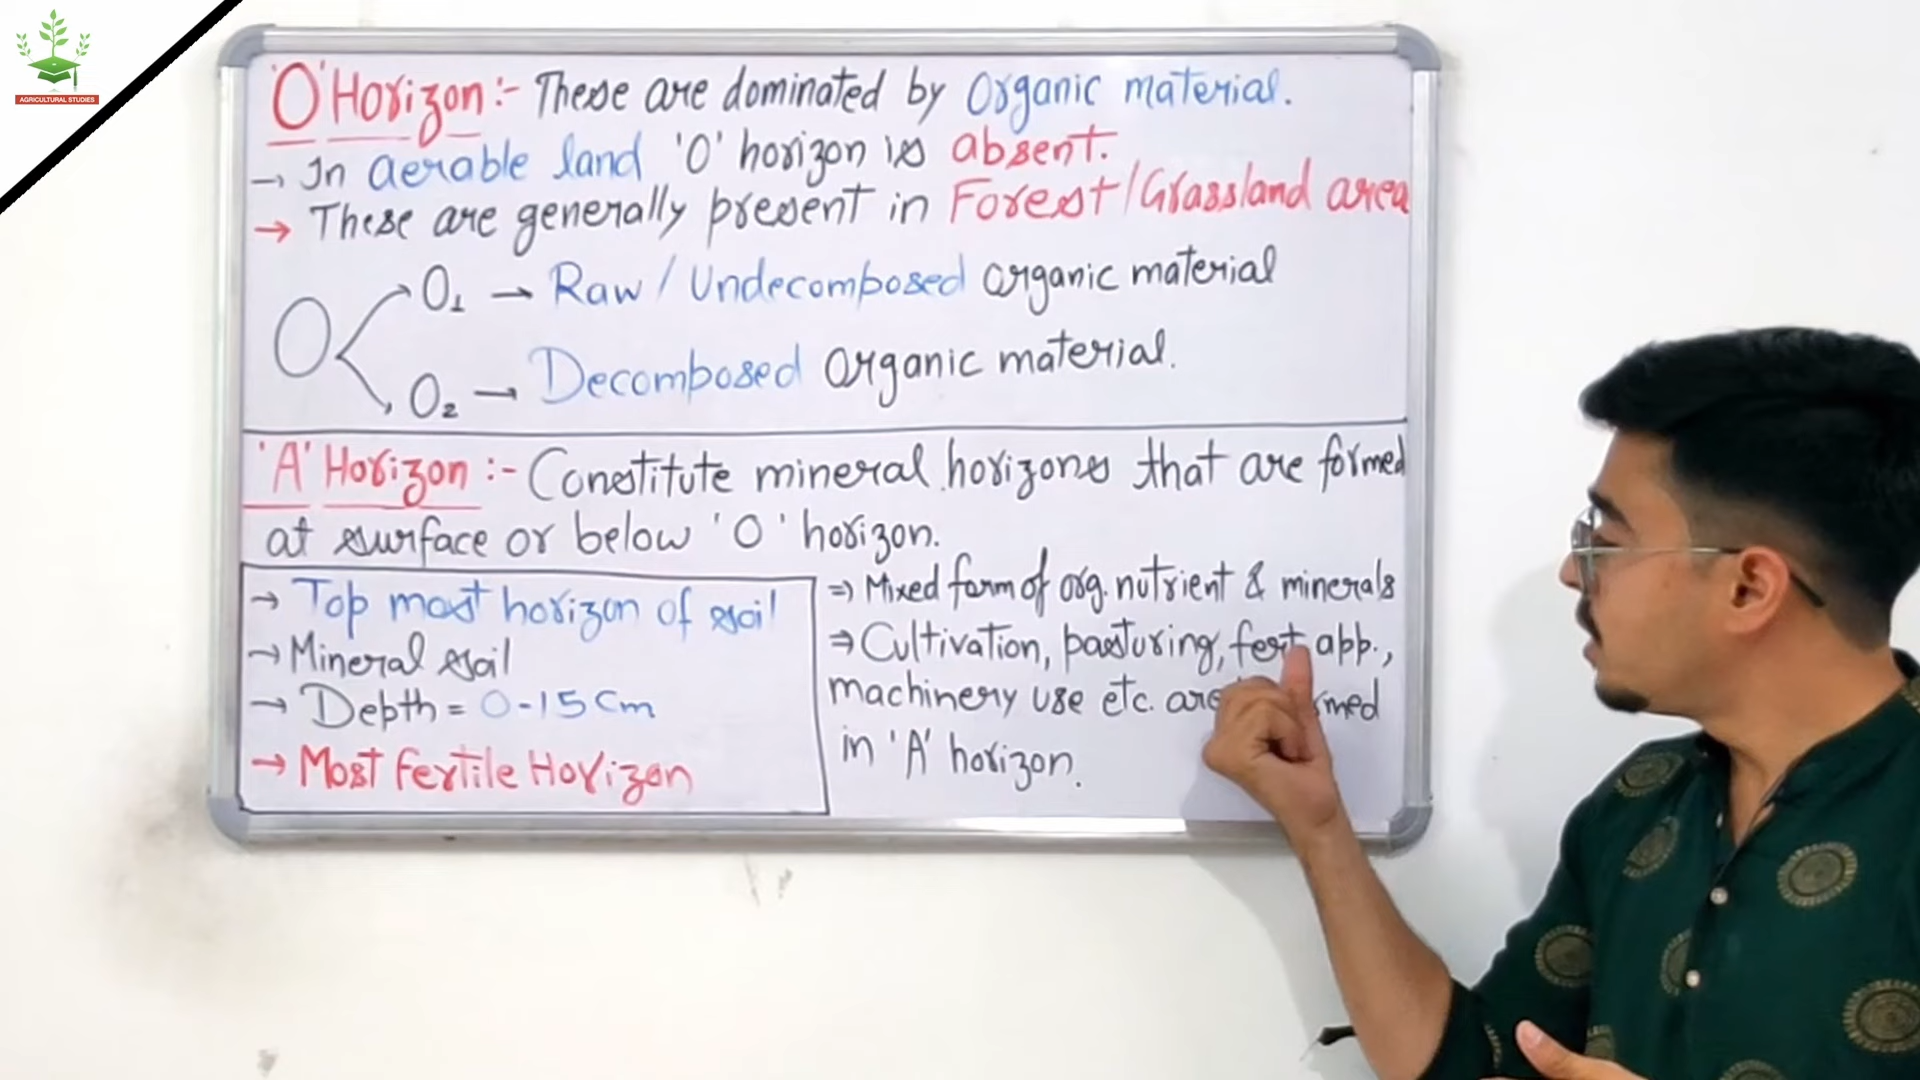 AGRICULTURAL STUDIES
'O' Horizon :- These are dominated by Organic material.
→ In aerable land 'O' horizon is absent.
→ These are generally present in Forest/Grassland area
O
O₁ → Raw / Undecomposed organic material
O₂ → Decomposed organic material.
'A' Horizon :- Constitute mineral horizons that are formed
at surface or below 'O' horizon.
→ Top most horizon of soil
→ Mineral soil
→ Depth = 0-15 Cm
→ Most Fertile Horizon
⇒ Mixed form of org. nutrient & minerals
⇒ Cultivation, pasturing, fert app.,
machinery use etc. are
in 'A' horizon.